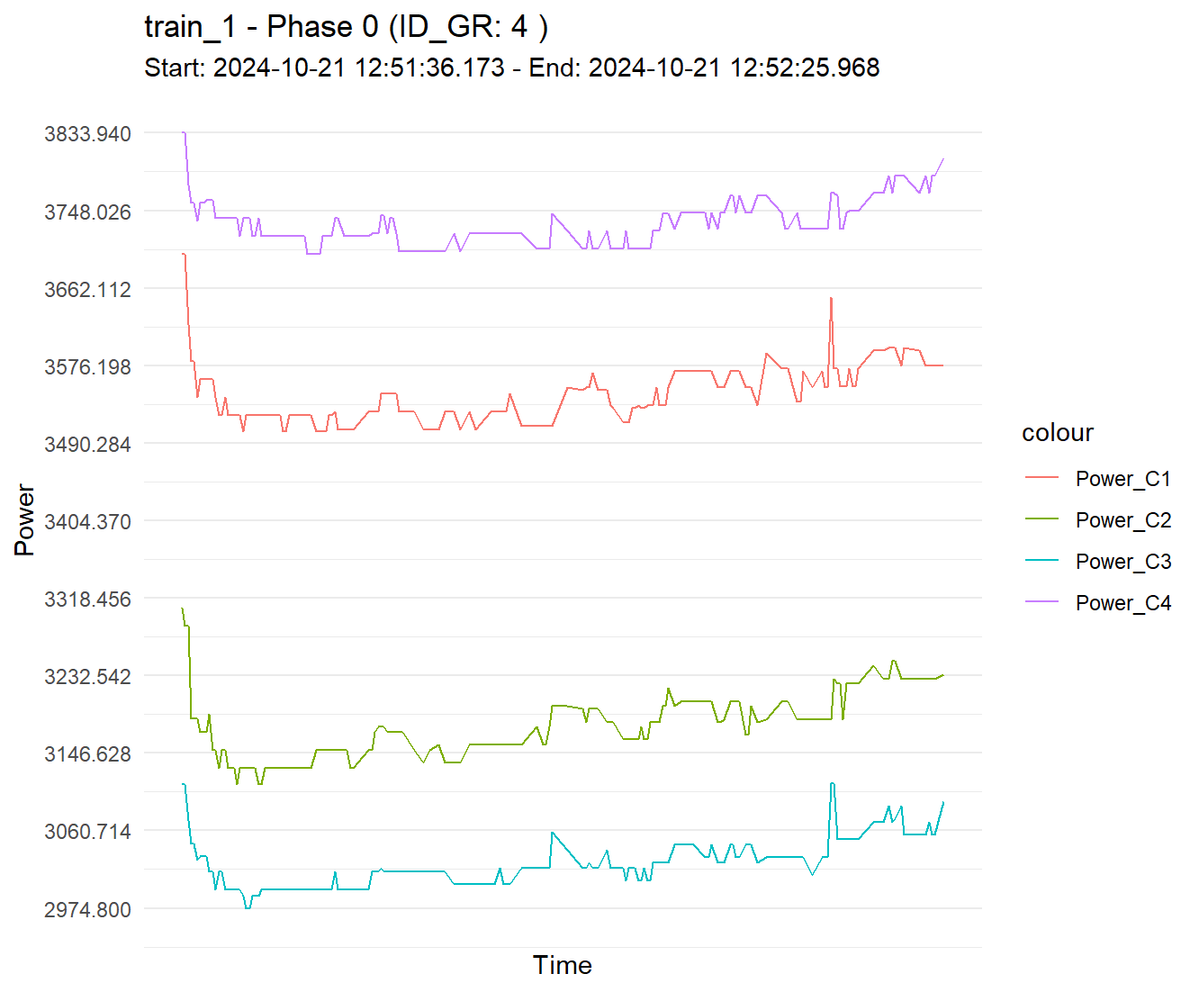 train_1 - Phase 0 (ID_GR: 4 )
Start: 2024-10-21 12:51:36.173 - End: 2024-10-21 12:52:25.968
3833.940
3748.026
3662.112
3576.198
3490.284
3404.370
3318.456
3232.542
3146.628
3060.714
2974.800
Power
Time
colour
Power_C1
Power_C2
Power_C3
Power_C4